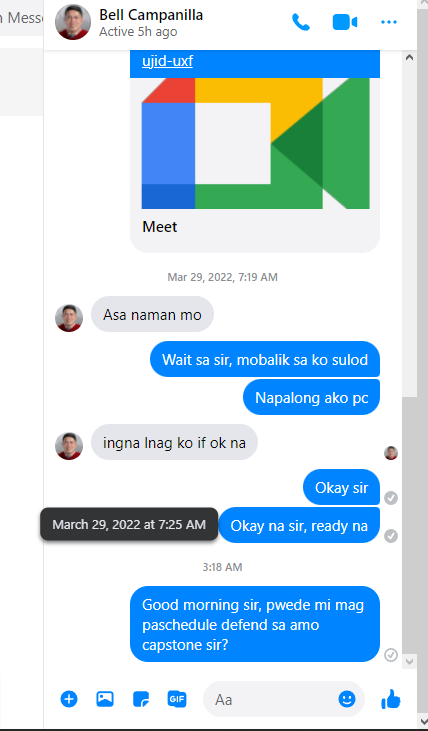 n Messe
Bell Campanilla
Active 5h ago
ujid-uxf
Meet
Mar 29, 2022, 7:19 AM
Asa naman mo
Wait sa sir, mobalik sa ko sulod
Napalong ako pc
ingna lnag ko if ok na
Okay sir
March 29, 2022 at 7:25 AM
Okay na sir, ready na
3:18 AM
Good morning sir, pwede mi mag
paschedule defend sa amo
capstone sir?
GIF
Aa